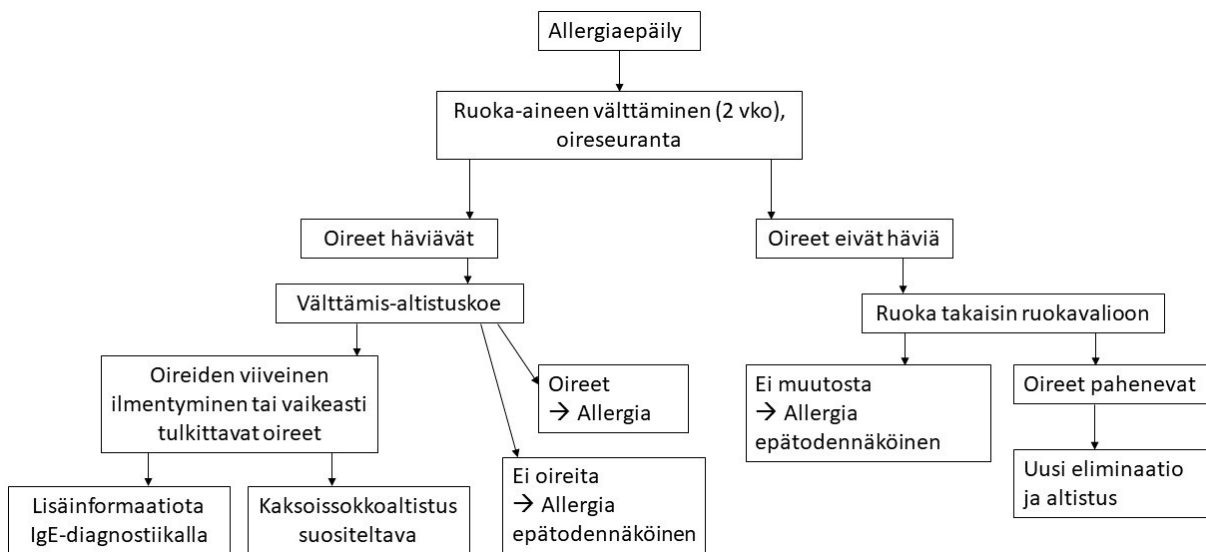 Allergiaepäily
Ruoka-aineen välttäminen (2 vko),
oireseuranta
Oireet häviävät
Oireet eivät häviä
Välttämis-altistuskoe
Ruoka takaisin ruokavalioon
Oireiden viiveinen
ilmentyminen tai vaikeasti
tulkittavat oireet
Oireet
→ Allergia
Ei muutosta
→ Allergia
epätodennäköinen
Oireet pahenevat
Lisäinformaatiota
IgE-diagnostiikalla
Kaksoissokkoaltistus
suositeltava
Ei oireita
→ Allergia
epätodennäköinen
Uusi eliminaatio
ja altistus